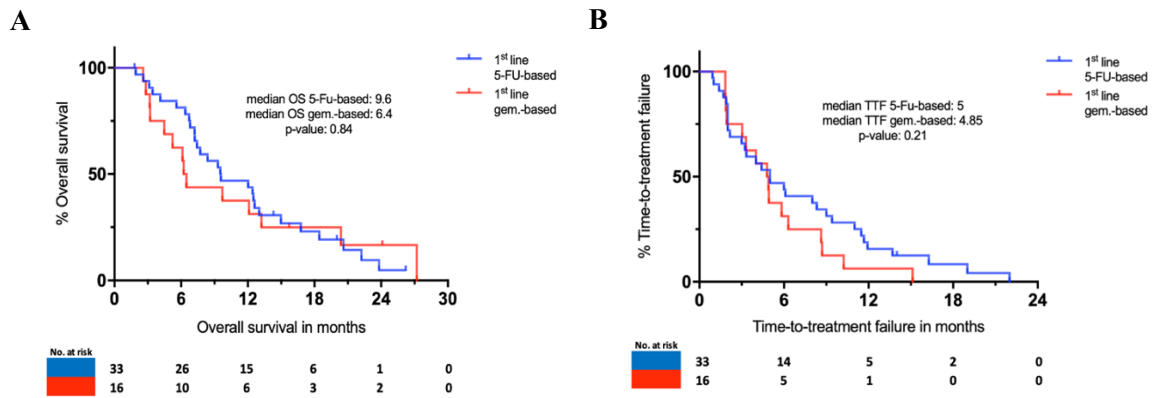 A
1st line
5-FU-based
1st line
gem.-based
median OS 5-Fu-based: 9.6
median OS gem.-based: 6.4
p-value: 0.84
% Overall survival
100
50
0
0 6 12 18 24 30
Overall survival in months
No. at risk
33 26 15 6 1 0
16 10 6 3 2 0
B
1st line
5-FU-based
1st line
gem.-based
median TTF 5-Fu-based: 5
median TTF gem.-based: 4.85
p-value: 0.21
% Time-to-treatment failure
100
50
0
0 6 12 18 24
Time-to-treatment failure in months
No. at risk
33 14 5 2 0
16 5 1 0 0